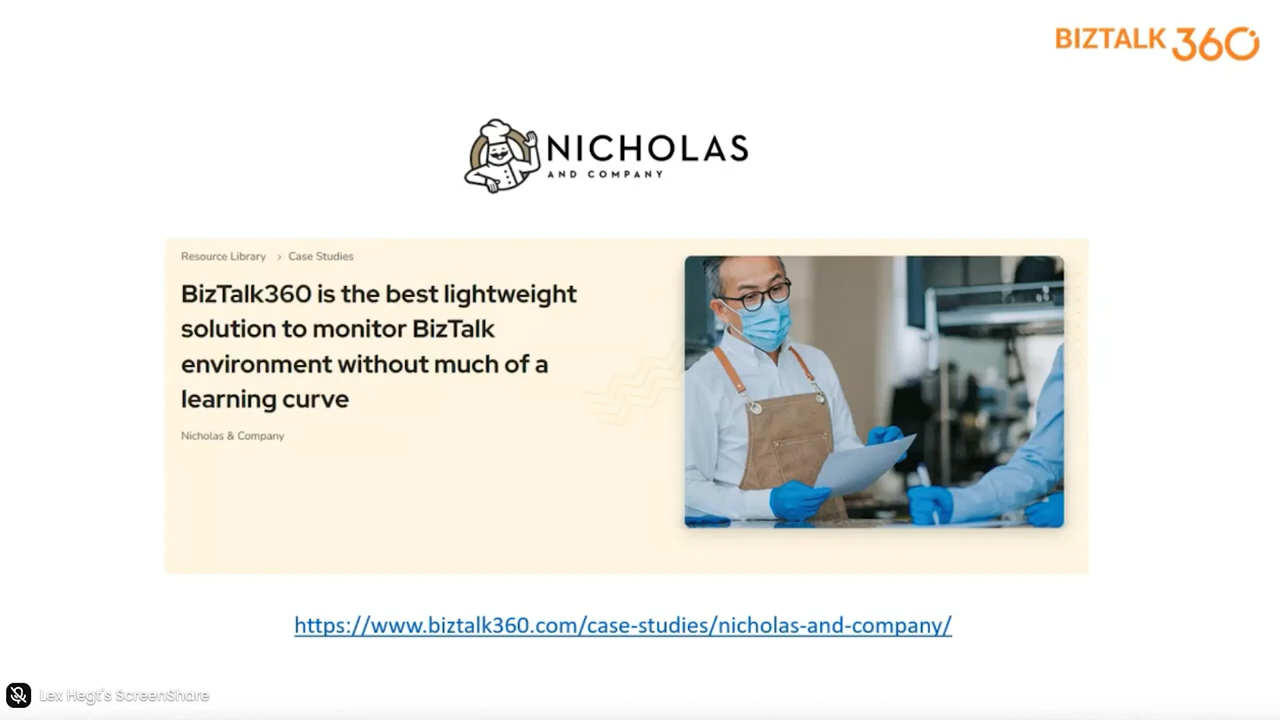 BIZTALK 360
NICHOLAS
AND COMPANY
Resource Library > Case Studies
BizTalk360 is the best lightweight
solution to monitor BizTalk
environment without much of a
learning curve
Nicholas & Company
https://www.biztalk360.com/case-studies/nicholas-and-company/
Lex Hegt's ScreenShare